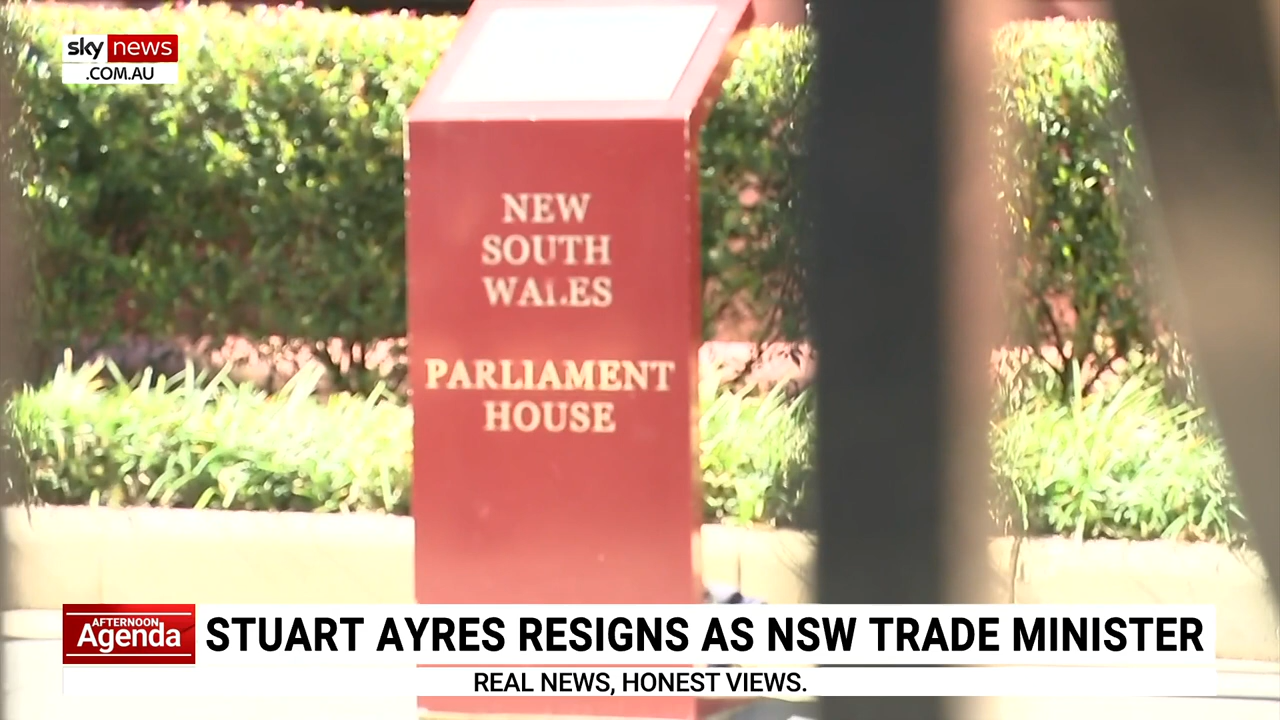 sky news
.COM.AU
NEW
SOUTH
WALES
PARLIAMENT
HOUSE
AFTERNOON
Agenda
STUART AYRES RESIGNS AS NSW TRADE MINISTER
REAL NEWS, HONEST VIEWS.